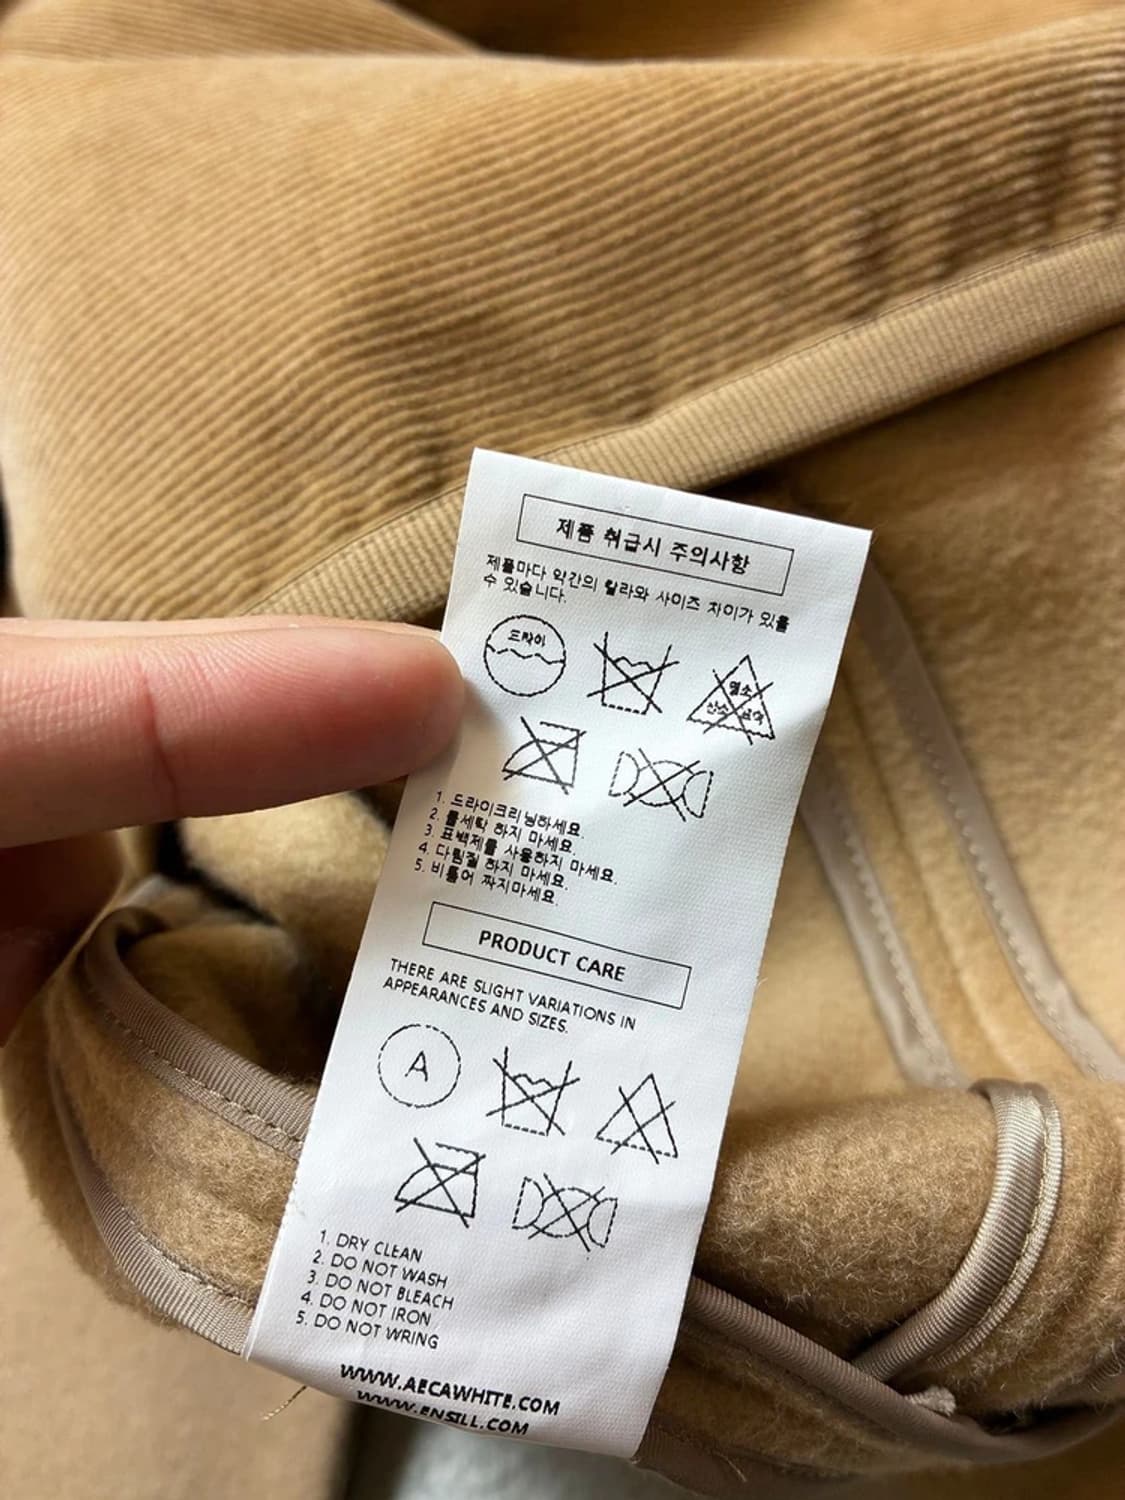 제품 취급시 주의사항
제품마다 약간의 칼라와 사이즈 차이가 있을
수 있습니다.
드라이
염소
산소 표백
1. 드라이크리닝하세요.
2. 물세탁 하지 마세요.
3. 표백제를 사용하지 마세요.
4. 다림질 하지 마세요.
5. 비틀어 짜지마세요.
PRODUCT CARE
THERE ARE SLIGHT VARIATIONS IN
APPEARANCES AND SIZES.
A
1. DRY CLEAN
2. DO NOT WASH
3. DO NOT BLEACH
4. DO NOT IRON
5. DO NOT WRING
WWW.AECAWHITE.COM
WWW.ENSILL.COM